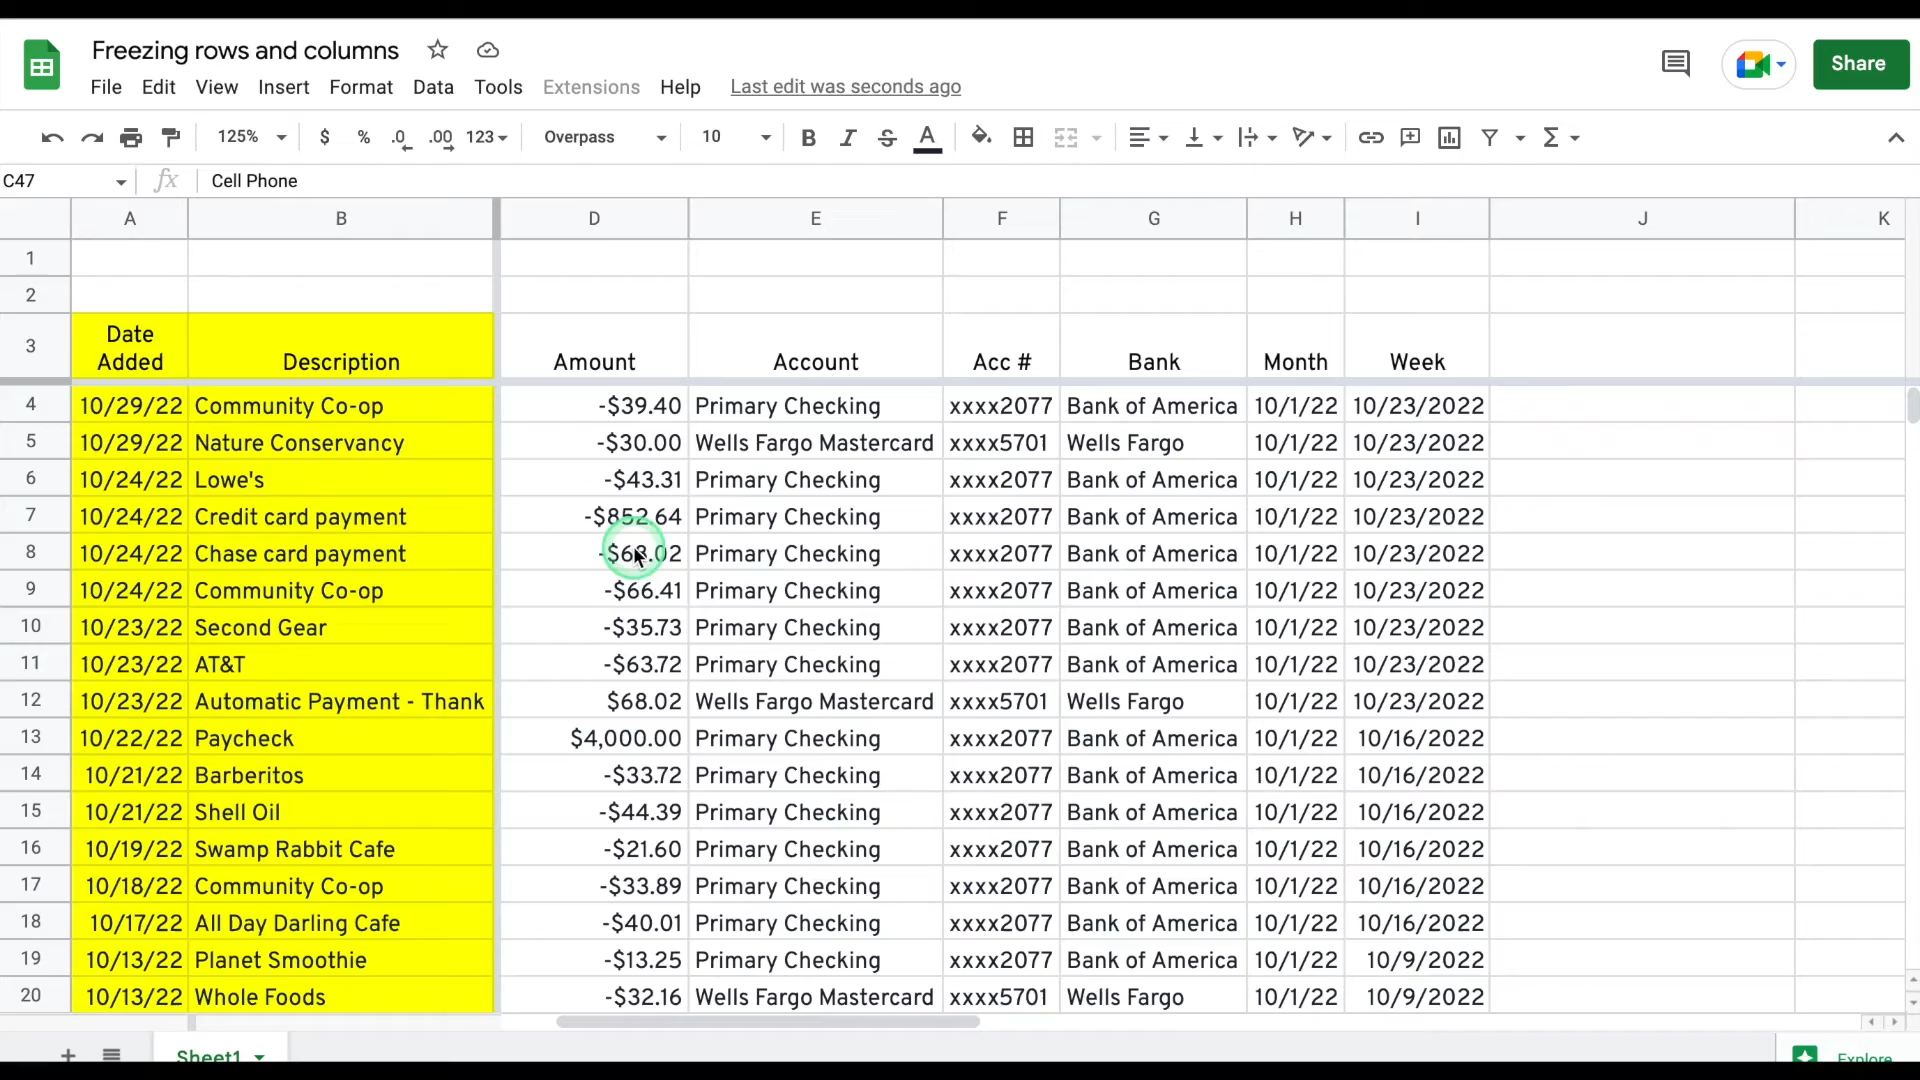 Freezing rows and columns
File Edit View Insert Format Data Tools Extensions Help Last edit was seconds ago Share
125% $ % .0 .00 123 Overpass 10 B I S A Σ
C47 fx Cell Phone
A B D E F G H I J K
1
2
3 Date Added Description Amount Account Acc # Bank Month Week
4 10/29/22 Community Co-op -$39.40 Primary Checking xxxx2077 Bank of America 10/1/22 10/23/2022
5 10/29/22 Nature Conservancy -$30.00 Wells Fargo Mastercard xxxx5701 Wells Fargo 10/1/22 10/23/2022
6 10/24/22 Lowe's -$43.31 Primary Checking xxxx2077 Bank of America 10/1/22 10/23/2022
7 10/24/22 Credit card payment -$852.64 Primary Checking xxxx2077 Bank of America 10/1/22 10/23/2022
8 10/24/22 Chase card payment -$68.02 Primary Checking xxxx2077 Bank of America 10/1/22 10/23/2022
9 10/24/22 Community Co-op -$66.41 Primary Checking xxxx2077 Bank of America 10/1/22 10/23/2022
10 10/23/22 Second Gear -$35.73 Primary Checking xxxx2077 Bank of America 10/1/22 10/23/2022
11 10/23/22 AT&T -$63.72 Primary Checking xxxx2077 Bank of America 10/1/22 10/23/2022
12 10/23/22 Automatic Payment - Thank $68.02 Wells Fargo Mastercard xxxx5701 Wells Fargo 10/1/22 10/23/2022
13 10/22/22 Paycheck $4,000.00 Primary Checking xxxx2077 Bank of America 10/1/22 10/16/2022
14 10/21/22 Barberitos -$33.72 Primary Checking xxxx2077 Bank of America 10/1/22 10/16/2022
15 10/21/22 Shell Oil -$44.39 Primary Checking xxxx2077 Bank of America 10/1/22 10/16/2022
16 10/19/22 Swamp Rabbit Cafe -$21.60 Primary Checking xxxx2077 Bank of America 10/1/22 10/16/2022
17 10/18/22 Community Co-op -$33.89 Primary Checking xxxx2077 Bank of America 10/1/22 10/16/2022
18 10/17/22 All Day Darling Cafe -$40.01 Primary Checking xxxx2077 Bank of America 10/1/22 10/16/2022
19 10/13/22 Planet Smoothie -$13.25 Primary Checking xxxx2077 Bank of America 10/1/22 10/9/2022
20 10/13/22 Whole Foods -$32.16 Wells Fargo Mastercard xxxx5701 Wells Fargo 10/1/22 10/9/2022
Sheet1 Explore